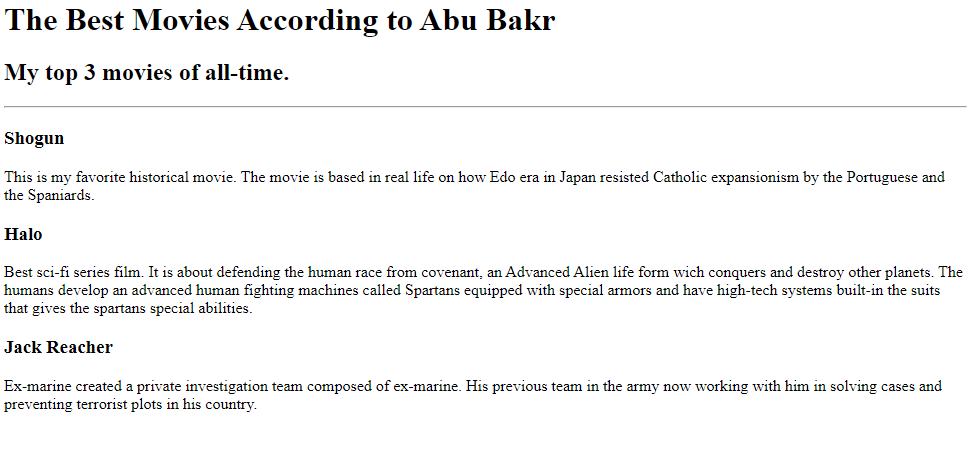 The Best Movies According to Abu Bakr
My top 3 movies of all-time.
Shogun
This is my favorite historical movie. The movie is based in real life on how Edo era in Japan resisted Catholic expansionism by the Portuguese and
the Spaniards.
Halo
Best sci-fi series film. It is about defending the human race from covenant, an Advanced Alien life form wich conquers and destroy other planets. The
humans develop an advanced human fighting machines called Spartans equipped with special armors and have high-tech systems built-in the suits
that gives the spartans special abilities.
Jack Reacher
Ex-marine created a private investigation team composed of ex-marine. His previous team in the army now working with him in solving cases and
preventing terrorist plots in his country.